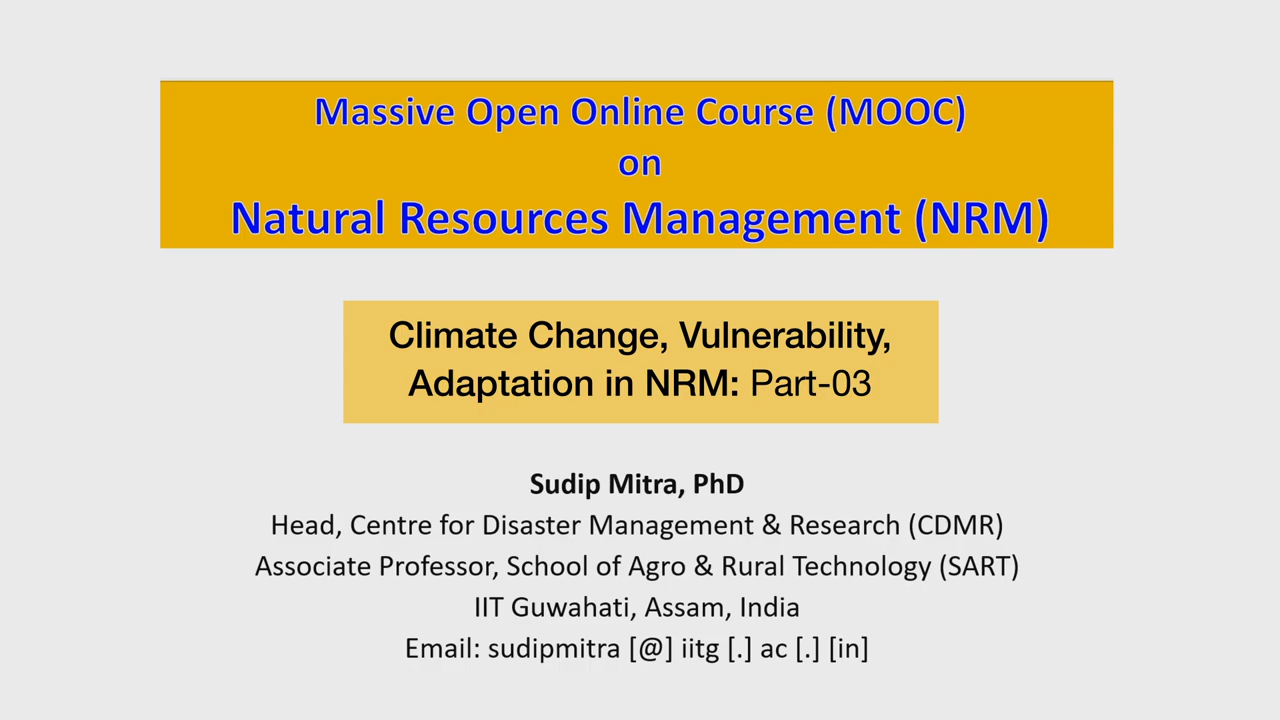 Massive Open Online Course (MOOC)
on
Natural Resources Management (NRM)
Climate Change, Vulnerability,
Adaptation in NRM: Part-03
Sudip Mitra, PhD
Head, Centre for Disaster Management & Research (CDMR)
Associate Professor, School of Agro & Rural Technology (SART)
IIT Guwahati, Assam, India
Email: sudipmitra [@] iitg [.] ac [.] [in]